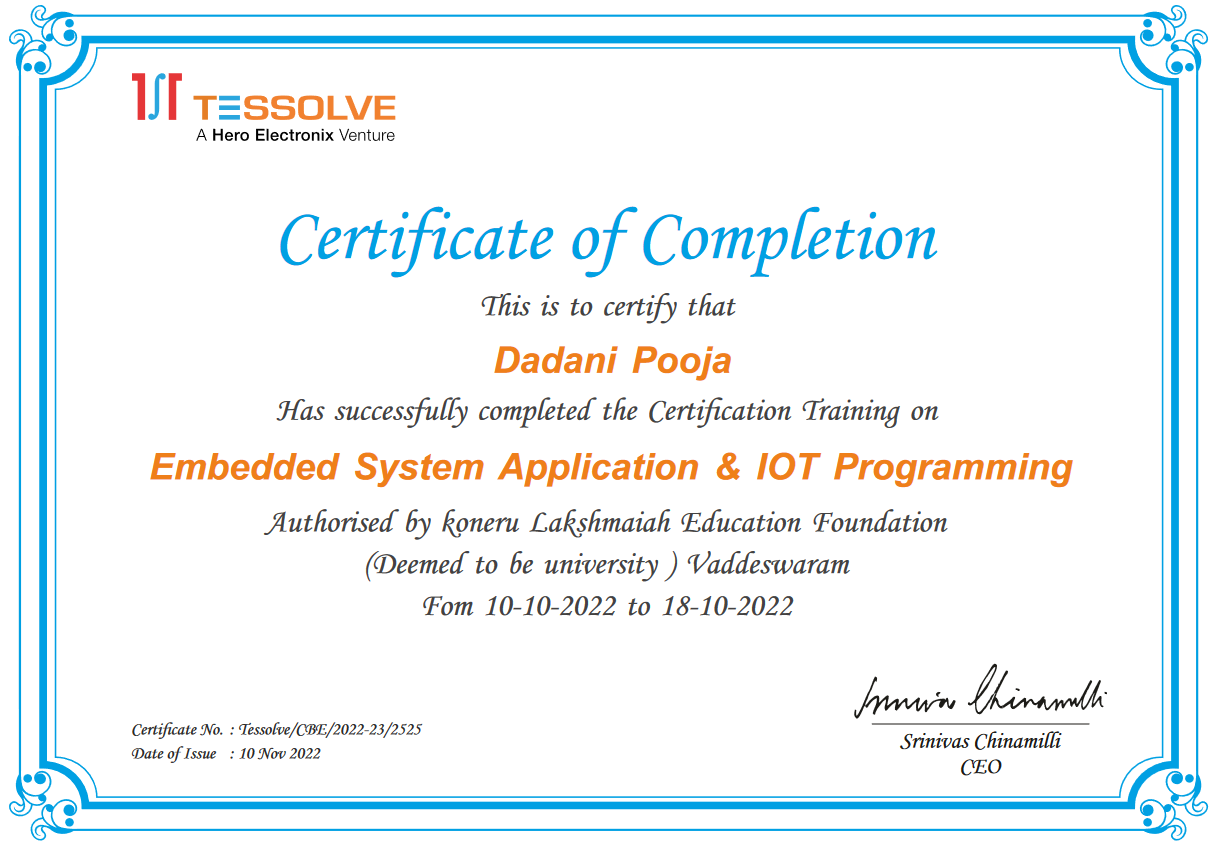 TESSOLVE
A Hero Electronix Venture
Certificate of Completion
This is to certify that
Dadani Pooja
Has successfully completed the Certification Training on
Embedded System Application & IOT Programming
Authorised by koneru Lakshmaiah Education Foundation
(Deemed to be university ) Vaddeswaram
Fom 10-10-2022 to 18-10-2022
Srinivas Chinamilli
Srinivas Chinamilli
CEO
Certificate No. : Tessolve/CBE/2022-23/2525
Date of Issue : 10 Nov 2022